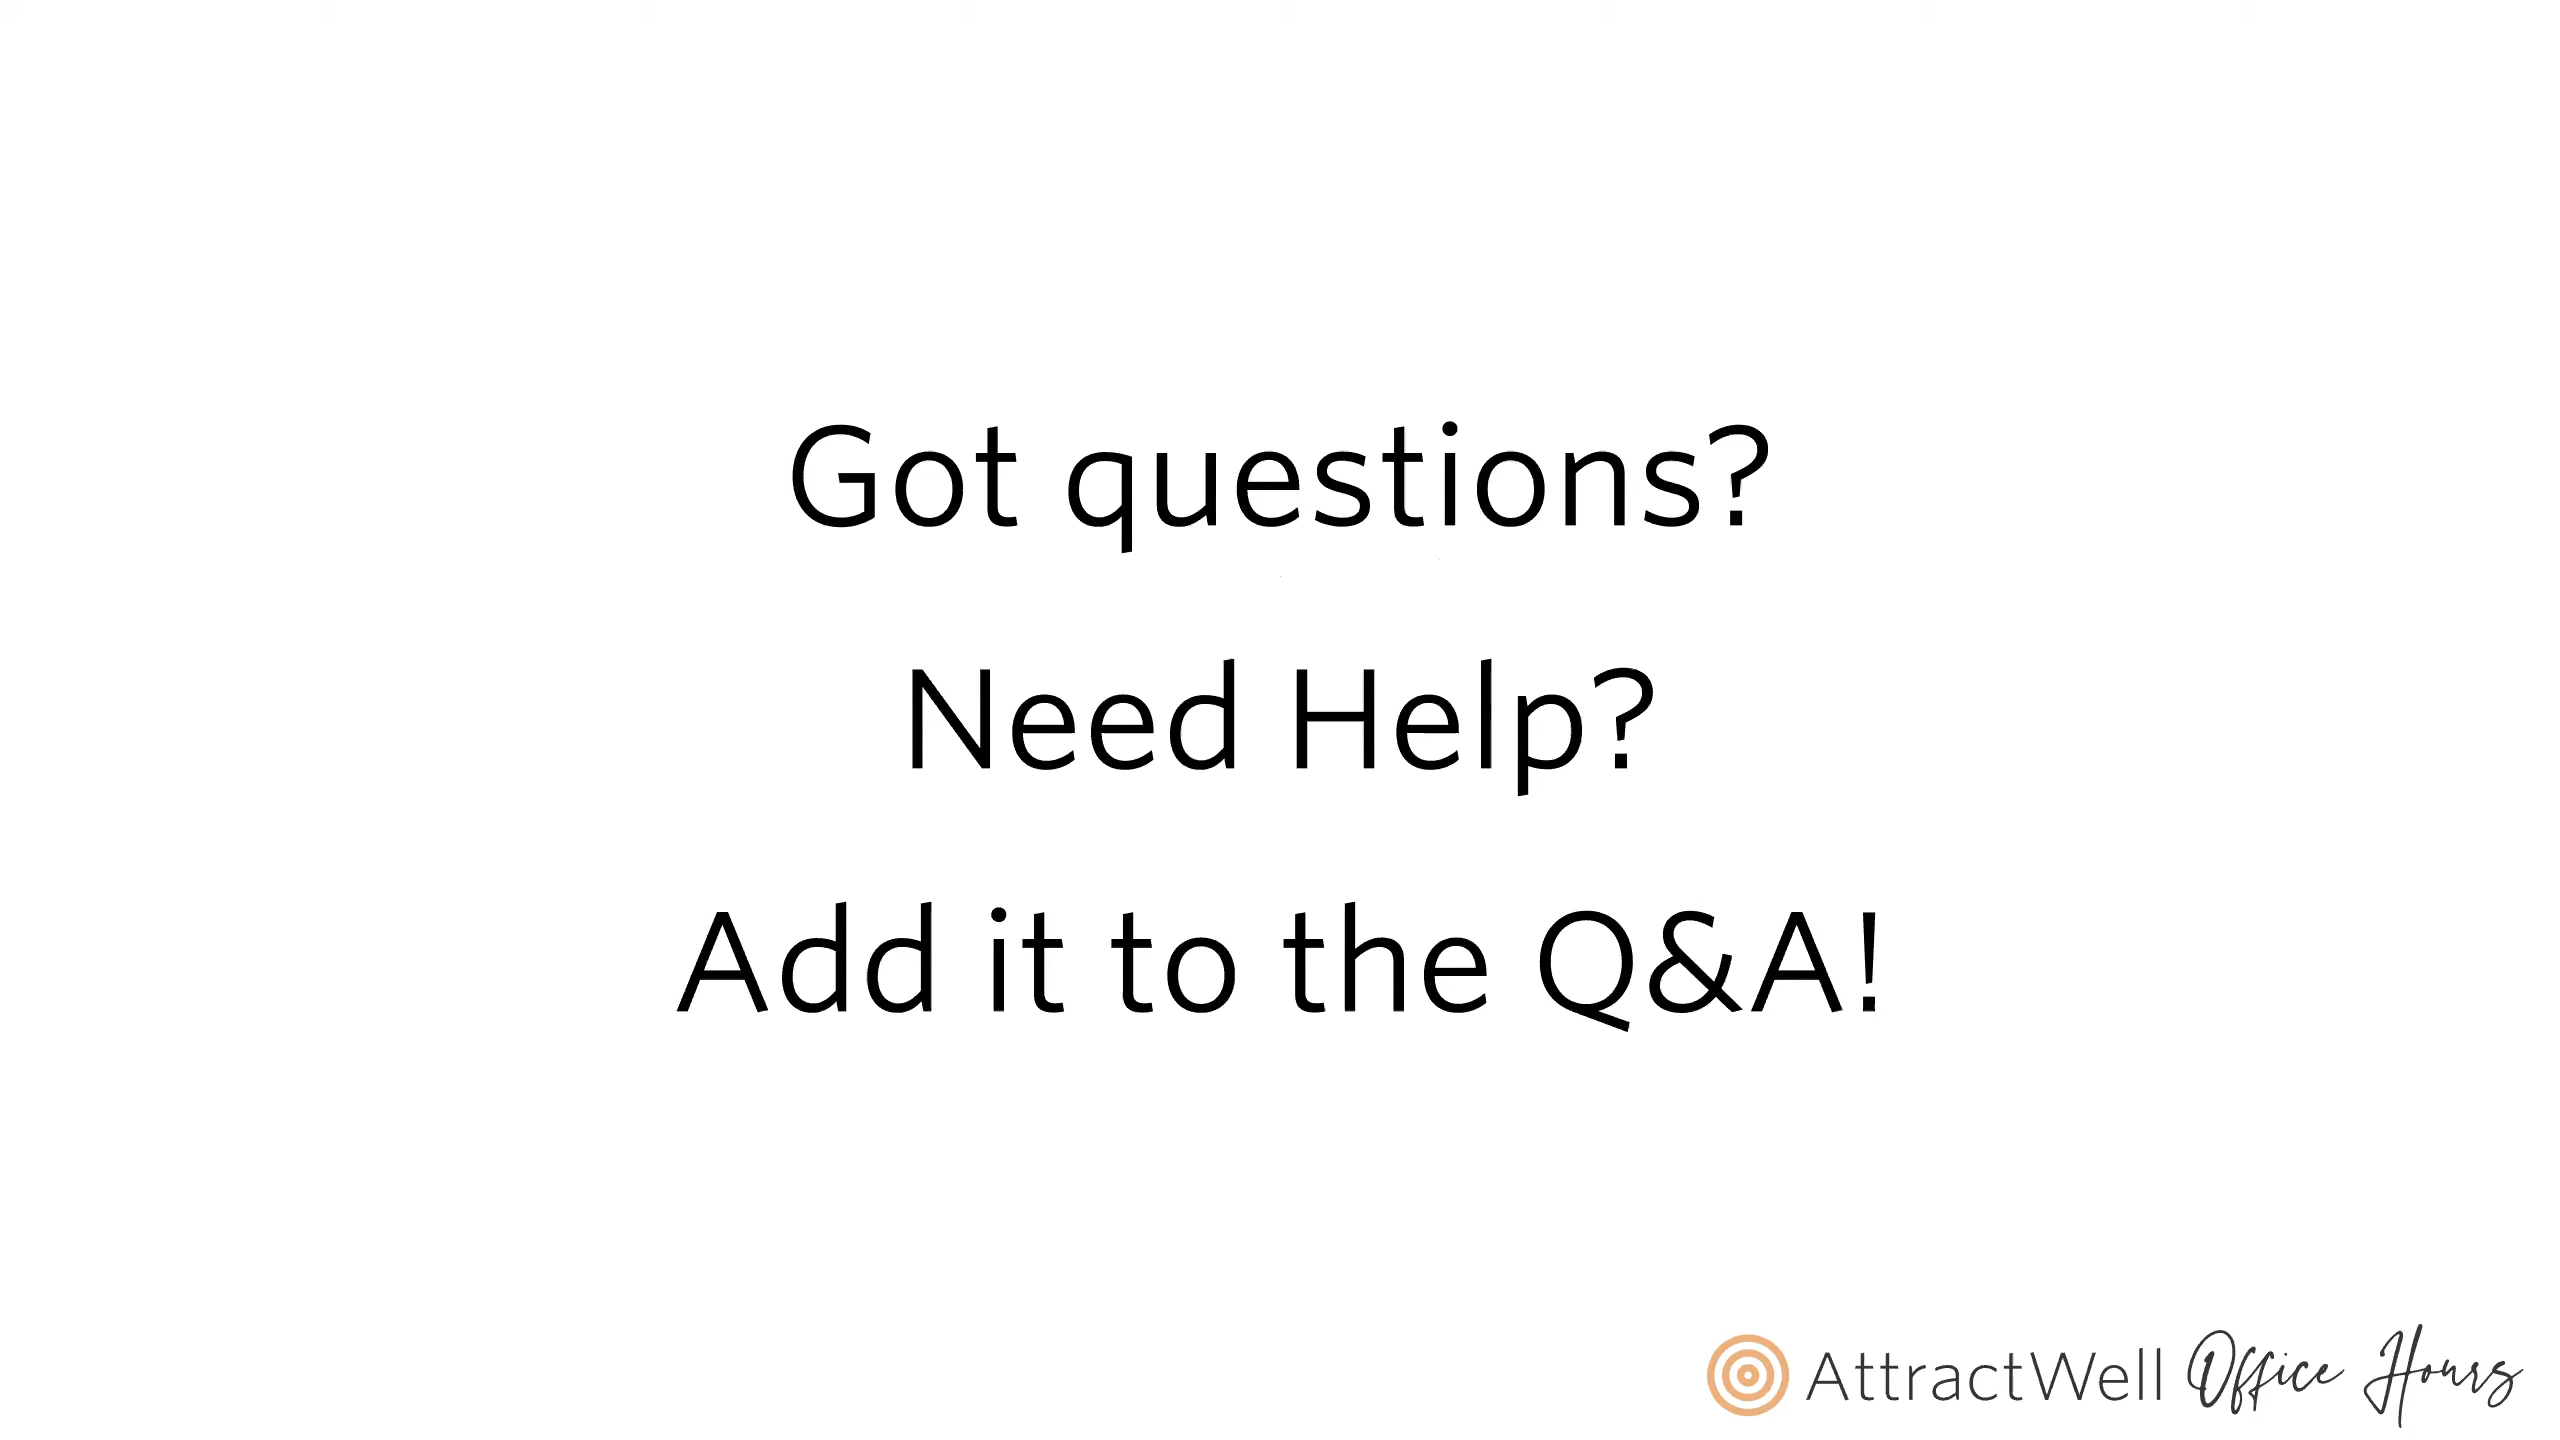 Got questions?
Need Help?
Add it to the Q&A!
AttractWell Office Hours